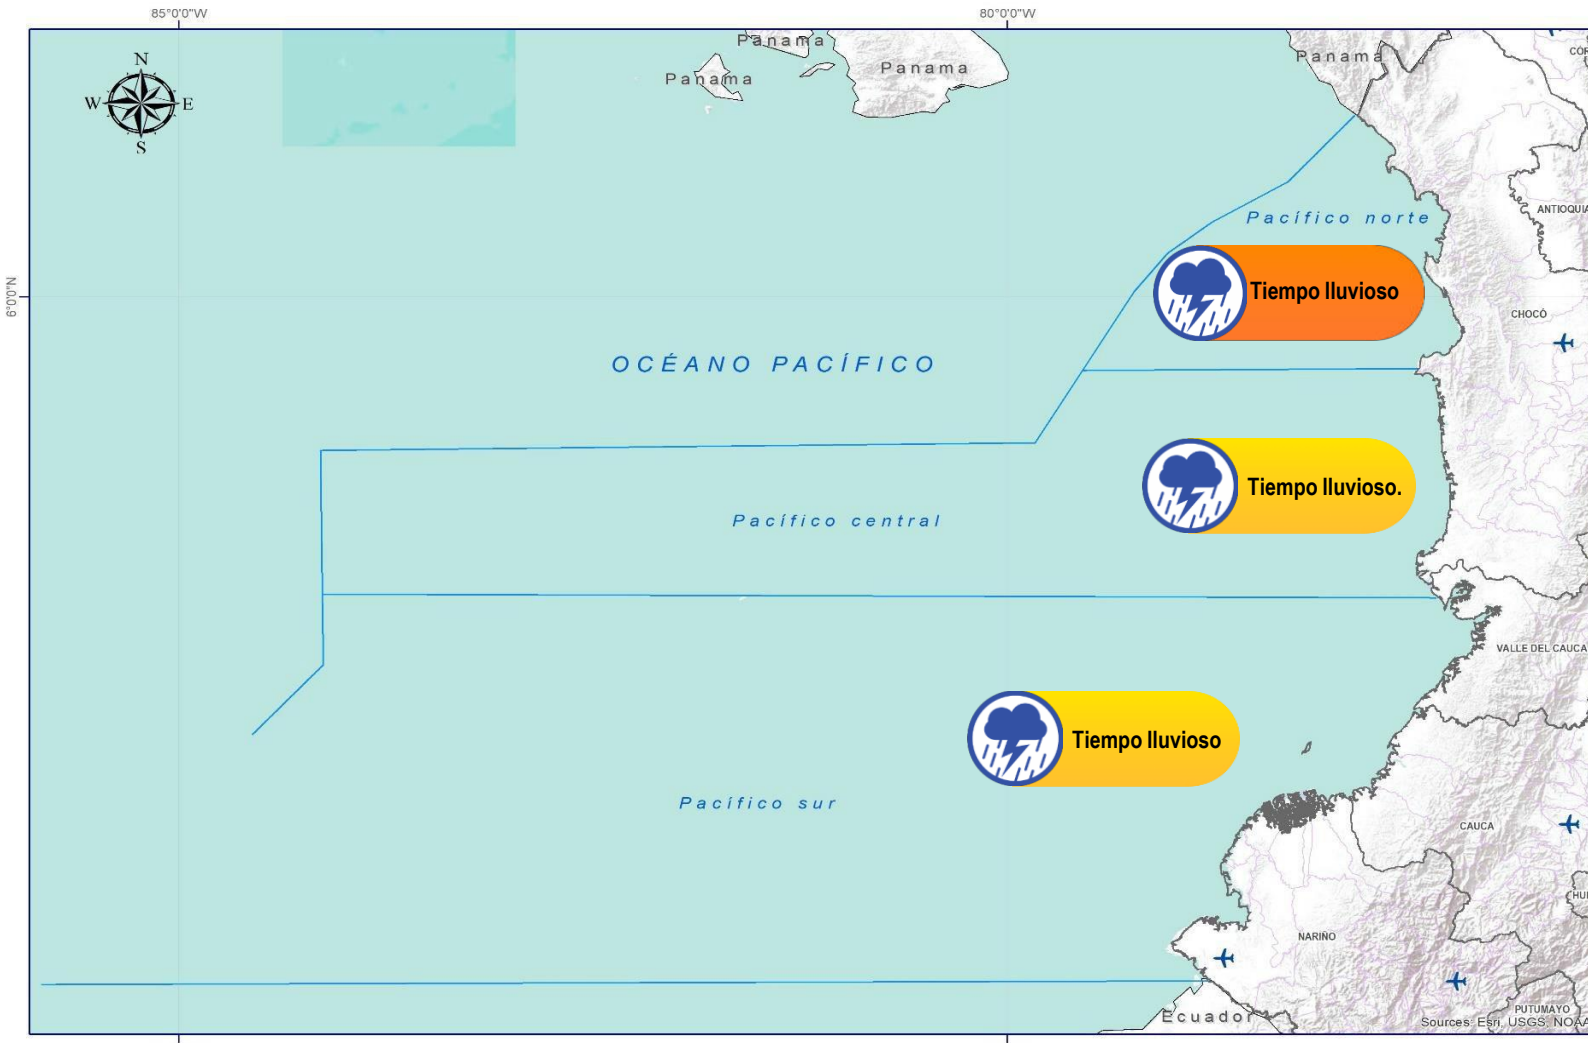 85°0'0"W
80°0'0"W
N
W
E
S
Panama
Panama
Panama
Panama
Pacífico norte
ANTIOQUIA
6°0'0"N
Tiempo lluvioso
CHOCÓ
OCÉANO PACÍFICO
Tiempo lluvioso.
Pacífico central
VALLE DEL CAUCA
Tiempo lluvioso
Pacífico sur
CAUCA
NARIÑO
PUTUMAYO
Ecuador
Sources: Esri, USGS, NOAA